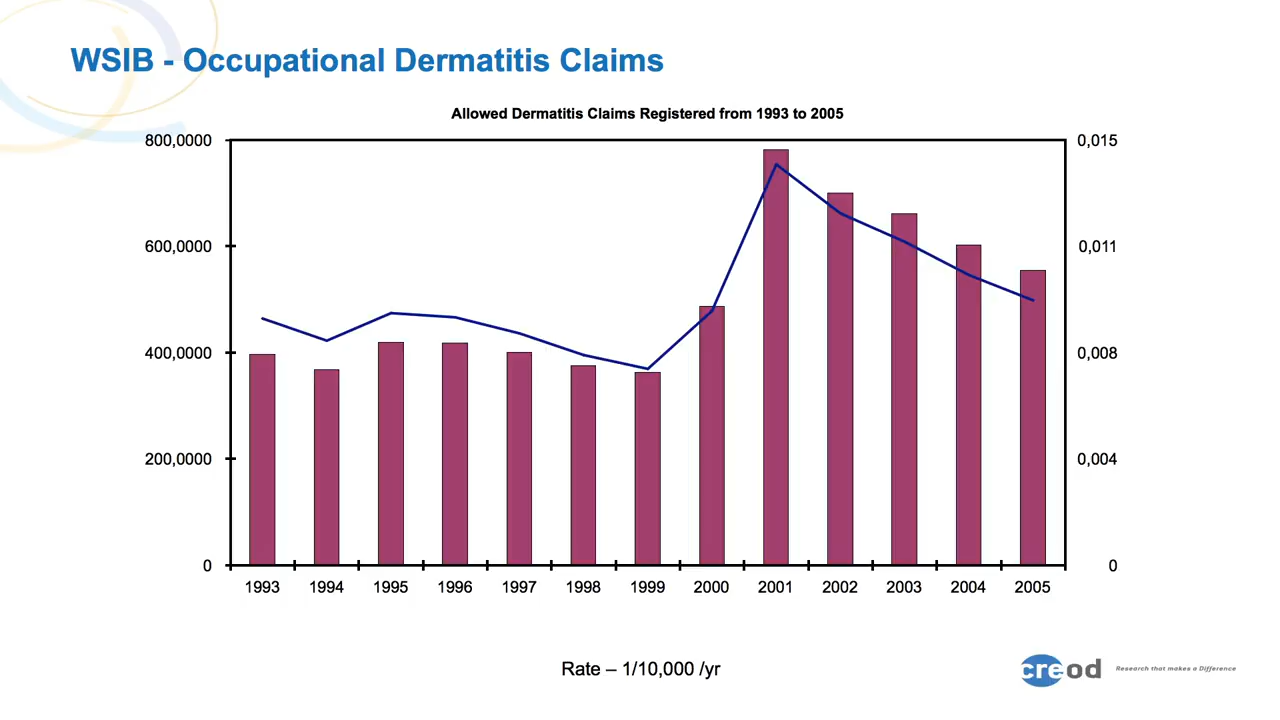 WSIB - Occupational Dermatitis Claims
Allowed Dermatitis Claims Registered from 1993 to 2005
800,0000
600,0000
400,0000
200,0000
0
0,015
0,011
0,008
0,004
0
1993 1994 1995 1996 1997 1998 1999 2000 2001 2002 2003 2004 2005
Rate – 1/10,000 /yr
creod Research that makes a Difference